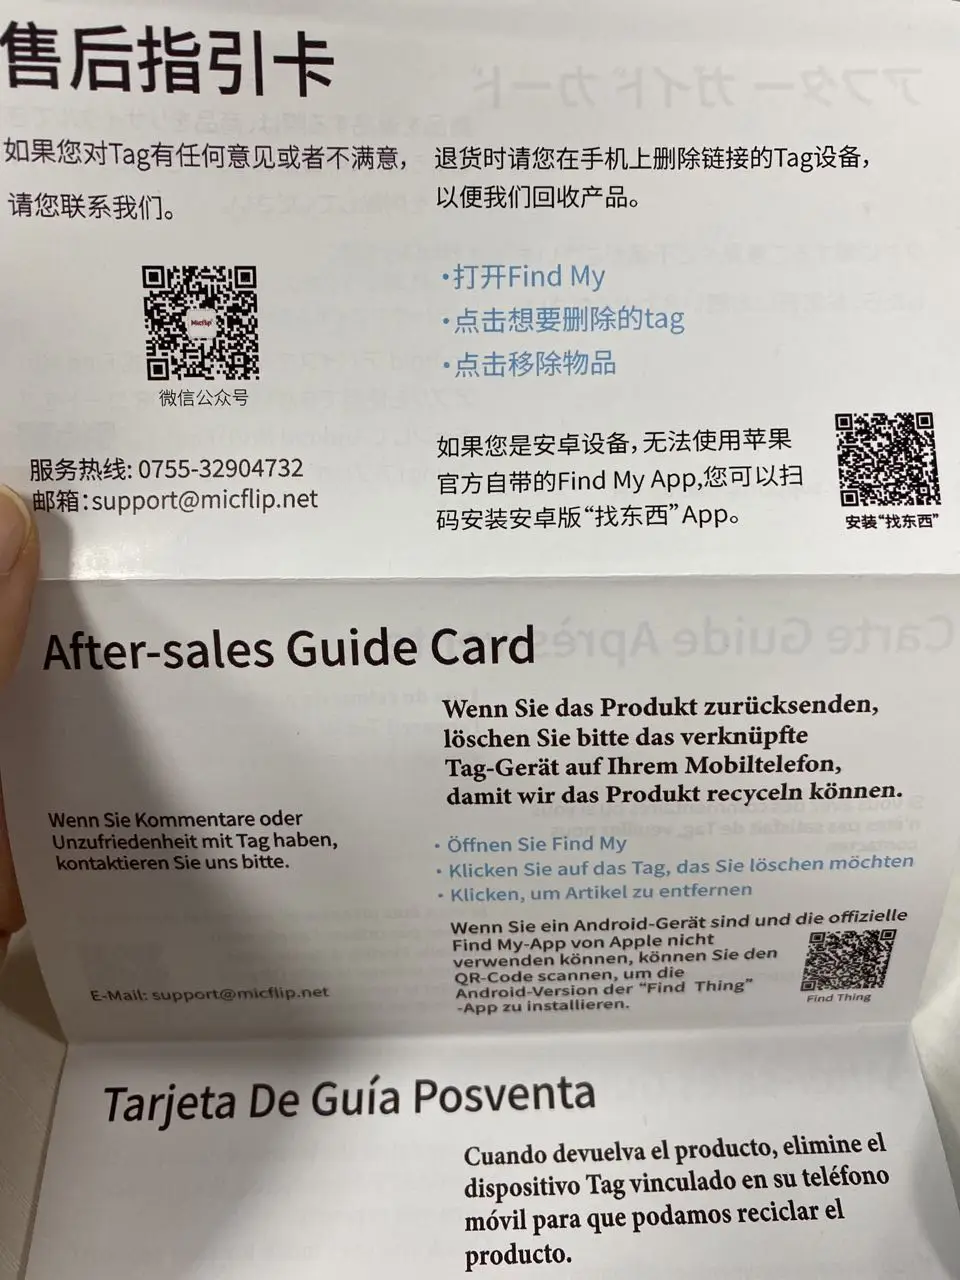 售后指引卡
如果您对Tag有任何意见或者不满意，
请您联系我们。
Micflip
微信公众号
服务热线: 0755-32904732
邮箱：support@micflip.net
退货时请您在手机上删除链接的Tag设备，
以便我们回收产品。
·打开Find My
·点击想要删除的tag
·点击移除物品
如果您是安卓设备，无法使用苹果
官方自带的Find My App,您可以扫
码安装安卓版“找东西”App。
安装“找东西”
After-sales Guide Card
Wenn Sie Kommentare oder
Unzufriedenheit mit Tag haben,
kontaktieren Sie uns bitte.
E-Mail: support@micflip.net
Wenn Sie das Produkt zurücksenden,
löschen Sie bitte das verknüpfte
Tag-Gerät auf Ihrem Mobiltelefon,
damit wir das Produkt recyceln können.
· Öffnen Sie Find My
· Klicken Sie auf das Tag, das Sie löschen möchten
· Klicken, um Artikel zu entfernen
Wenn Sie ein Android-Gerät sind und die offizielle
Find My-App von Apple nicht
verwenden können, können Sie den
QR-Code scannen, um die
Android-Version der “Find Thing”
-App zu installieren.
Find Thing
Tarjeta De Guía Posventa
Cuando devuelva el producto, elimine el
dispositivo Tag vinculado en su teléfono
móvil para que podamos reciclar el
producto.